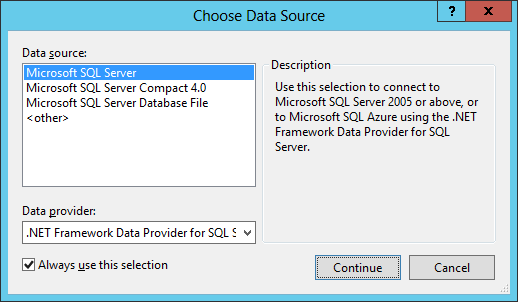 Choose Data Source
? X
Data source:
Microsoft SQL Server
Microsoft SQL Server Compact 4.0
Microsoft SQL Server Database File
<other>
Description
Use this selection to connect to
Microsoft SQL Server 2005 or above, or
to Microsoft SQL Azure using the .NET
Framework Data Provider for SQL
Server.
Data provider:
.NET Framework Data Provider for SQL S
Always use this selection
Continue
Cancel